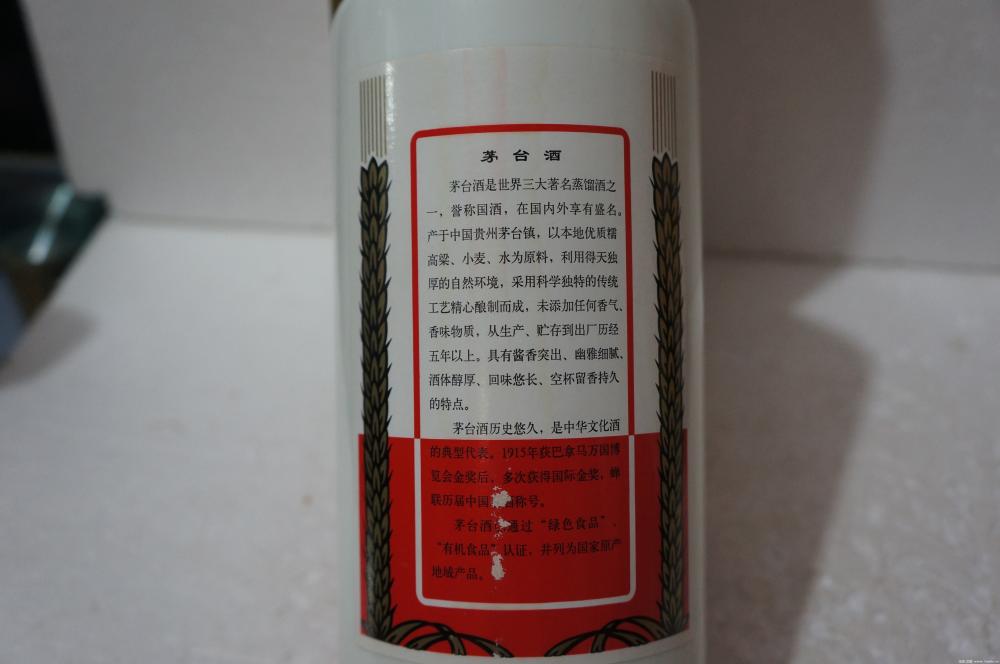 茅台酒
茅台酒是世界三大著名蒸馏酒之
一，誉称国酒，在国内外享有盛名。
产于中国贵州茅台镇，以本地优质糯
高粱、小麦、水为原料，利用得天独
厚的自然环境，采用科学独特的传统
工艺精心酿制而成，未添加任何香气、
香味物质，从生产、贮存到出厂历经
五年以上。具有酱香突出、幽雅细腻、
酒体醇厚、回味悠长、空杯留香持久
的特点。
茅台酒历史悠久，是中华文化酒
的典型代表。1915年获巴拿马万国博
览会金奖后，多次获得国际金奖，蝉
联历届中国酒称号。
茅台酒通过“绿色食品”、
“有机食品”认证，并列为国家原产
地域产品。